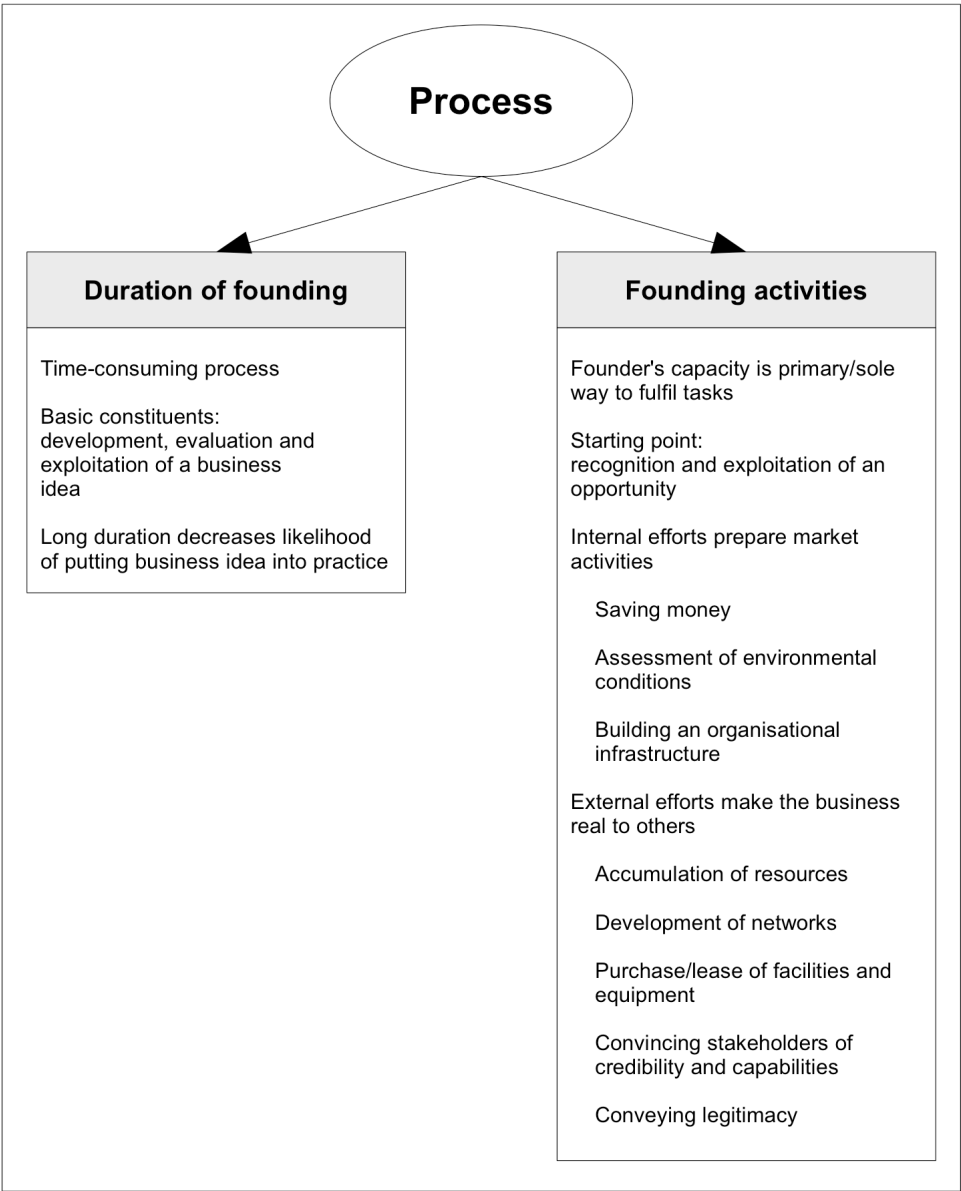 Process
Duration of founding
Time-consuming process
Basic constituents:
development, evaluation and
exploitation of a business
idea
Long duration decreases likelihood
of putting business idea into practice
Founding activities
Founder's capacity is primary/sole
way to fulfil tasks
Starting point:
recognition and exploitation of an
opportunity
Internal efforts prepare market
activities
Saving money
Assessment of environmental
conditions
Building an organisational
infrastructure
External efforts make the business
real to others
Accumulation of resources
Development of networks
Purchase/lease of facilities and
equipment
Convincing stakeholders of
credibility and capabilities
Conveying legitimacy